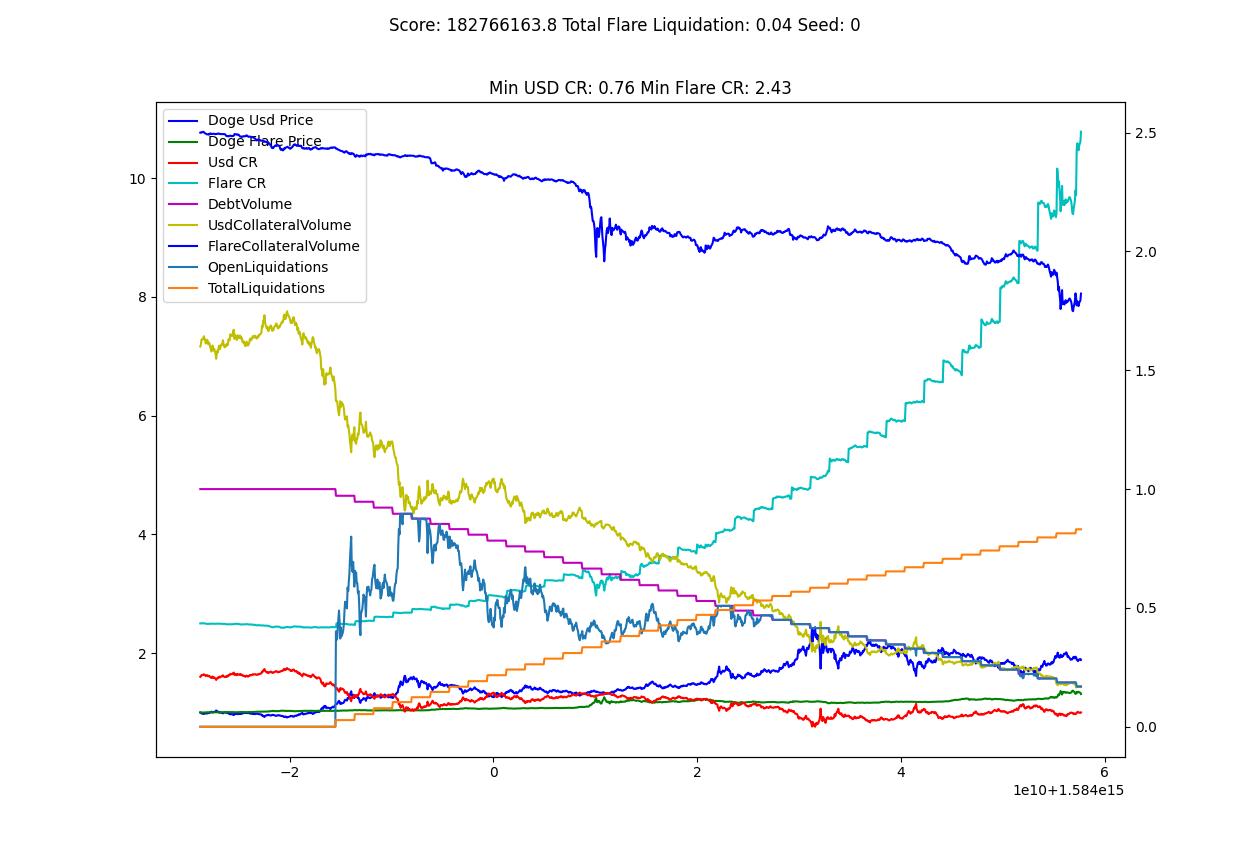 Score: 182766163.8 Total Flare Liquidation: 0.04 Seed: 0
Min USD CR: 0.76 Min Flare CR: 2.43
Doge Usd Price
Doge Flare Price
Usd CR
Flare CR
DebtVolume
UsdCollateralVolume
FlareCollateralVolume
OpenLiquidations
TotalLiquidations
10
8
6
4
2
2.5
2.0
1.5
1.0
0.5
0.0
−2
0
2
4
6
1e10+1.584e15